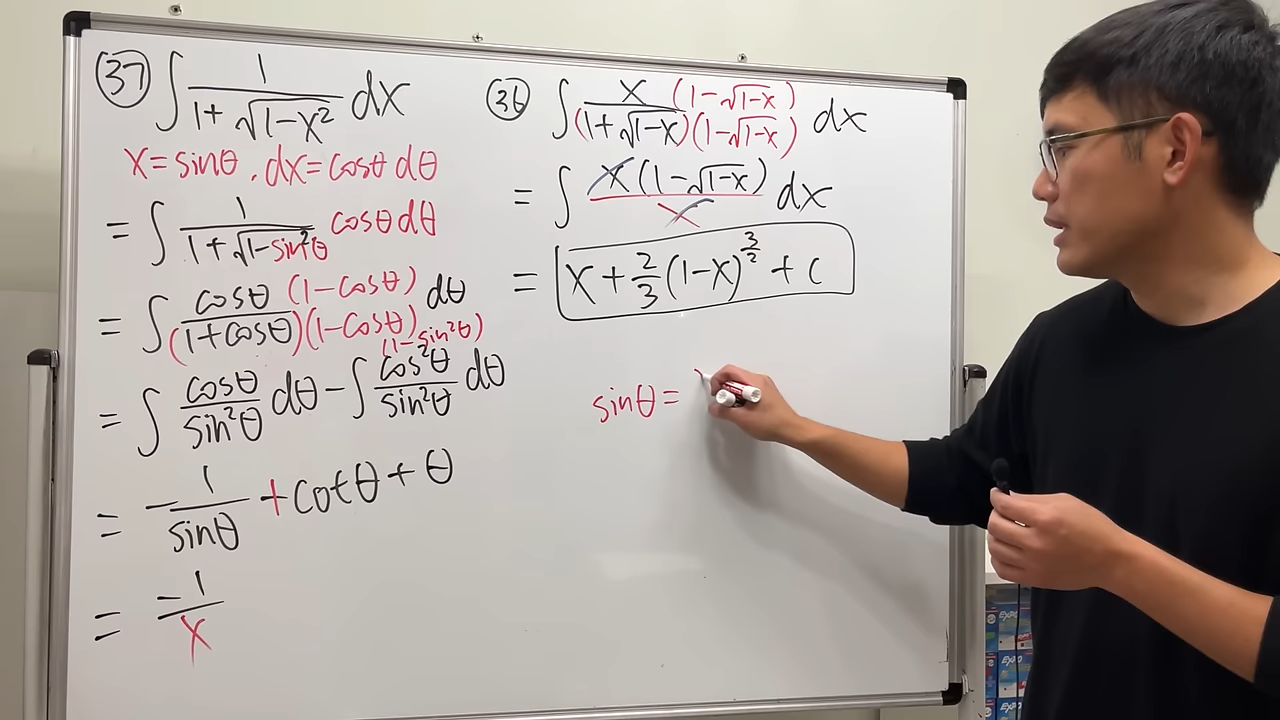 (37) ∫ 1/(1+√(1-x²)) dx
x=sinθ, dx=cosθ dθ
= ∫ 1/(1+√(1-sin²θ)) cosθ dθ
= ∫ cosθ (1-cosθ)/((1+cosθ)(1-cosθ)) dθ
(1-sin²θ)
= ∫ cosθ/sin²θ dθ - ∫ cos²θ/sin²θ dθ
= -1/sinθ + cotθ + θ
= -1/x
(36) ∫ x (1-√(1-x))/((1+√(1-x))(1-√(1-x))) dx
= ∫ x(1-√(1-x))/x dx
= x + 2/3 (1-x)^(3/2) + C
sinθ =
EXPO
EXPO